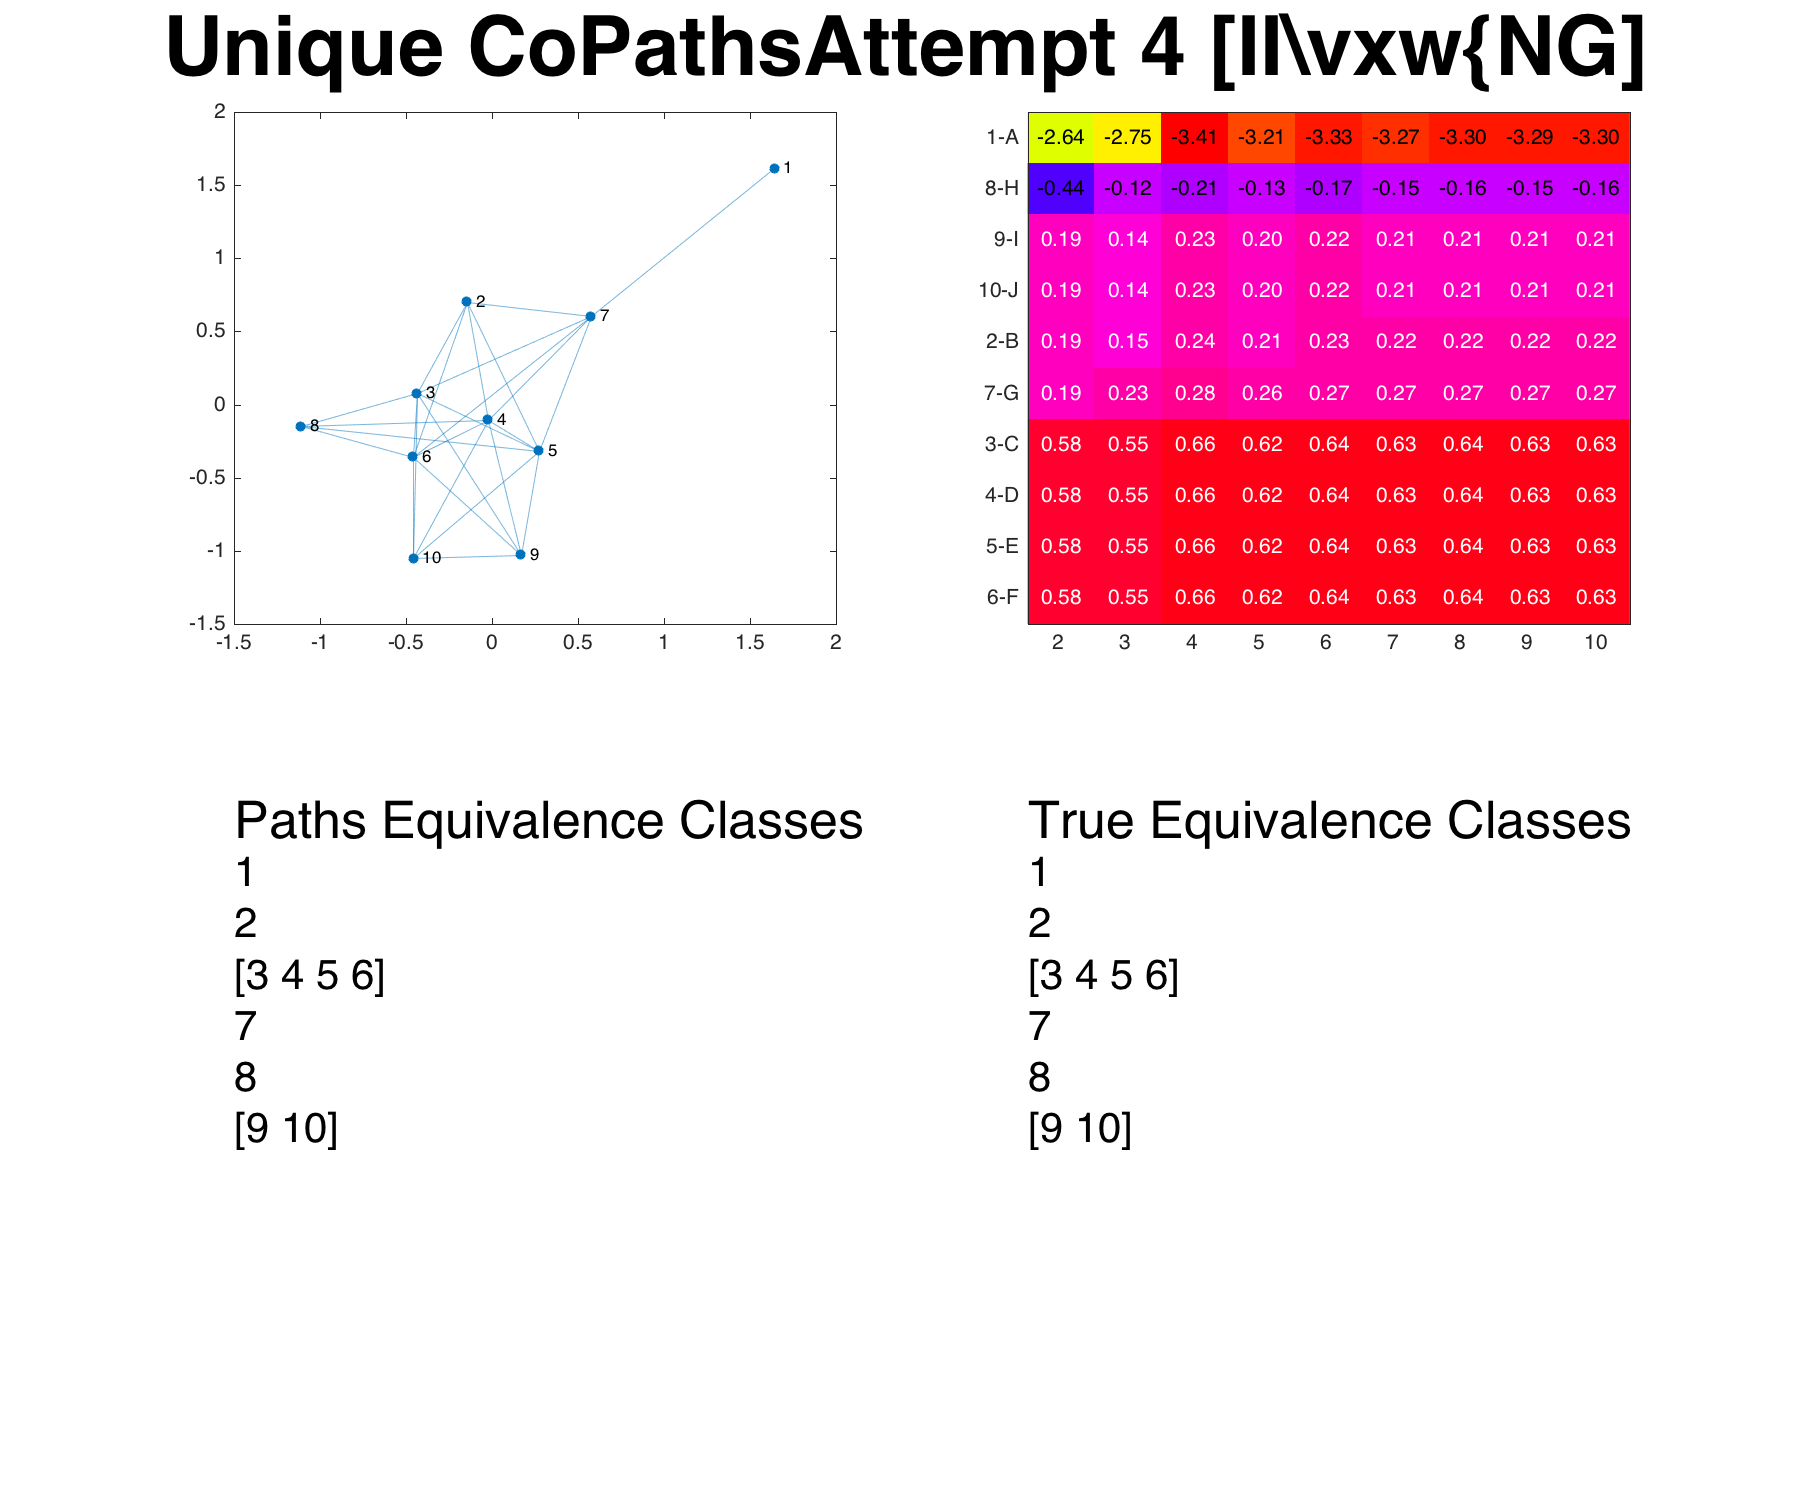 Unique CoPathsAttempt 4 [II\vxw{NG]
2
1.5
1
0.5
0
-0.5
-1
-1.5
-1.5 -1 -0.5 0 0.5 1 1.5 2
1
2
7
3
8
4
5
6
10
9
1-A -2.64 -2.75 -3.41 -3.21 -3.33 -3.27 -3.30 -3.29 -3.30
8-H -0.44 -0.12 -0.21 -0.13 -0.17 -0.15 -0.16 -0.15 -0.16
9-I 0.19 0.14 0.23 0.20 0.22 0.21 0.21 0.21 0.21
10-J 0.19 0.14 0.23 0.20 0.22 0.21 0.21 0.21 0.21
2-B 0.19 0.15 0.24 0.21 0.23 0.22 0.22 0.22 0.22
7-G 0.19 0.23 0.28 0.26 0.27 0.27 0.27 0.27 0.27
3-C 0.58 0.55 0.66 0.62 0.64 0.63 0.64 0.63 0.63
4-D 0.58 0.55 0.66 0.62 0.64 0.63 0.64 0.63 0.63
5-E 0.58 0.55 0.66 0.62 0.64 0.63 0.64 0.63 0.63
6-F 0.58 0.55 0.66 0.62 0.64 0.63 0.64 0.63 0.63
2 3 4 5 6 7 8 9 10
Paths Equivalence Classes
1
2
[3 4 5 6]
7
8
[9 10]
True Equivalence Classes
1
2
[3 4 5 6]
7
8
[9 10]